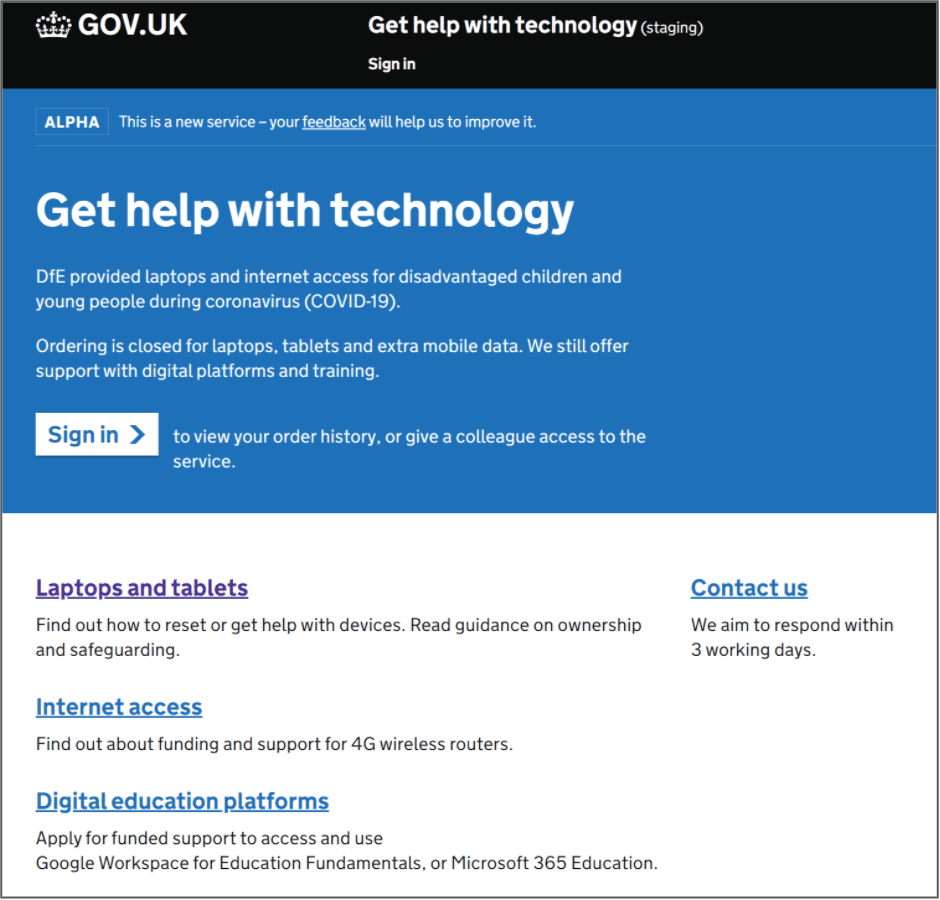 GOV.UK
Get help with technology (staging)
Sign in
ALPHA This is a new service – your feedback will help us to improve it.
Get help with technology
DfE provided laptops and internet access for disadvantaged children and
young people during coronavirus (COVID-19).
Ordering is closed for laptops, tablets and extra mobile data. We still offer
support with digital platforms and training.
Sign in
to view your order history, or give a colleague access to the
service.
Laptops and tablets
Find out how to reset or get help with devices. Read guidance on ownership
and safeguarding.
Internet access
Find out about funding and support for 4G wireless routers.
Digital education platforms
Apply for funded support to access and use
Google Workspace for Education Fundamentals, or Microsoft 365 Education.
Contact us
We aim to respond within
3 working days.